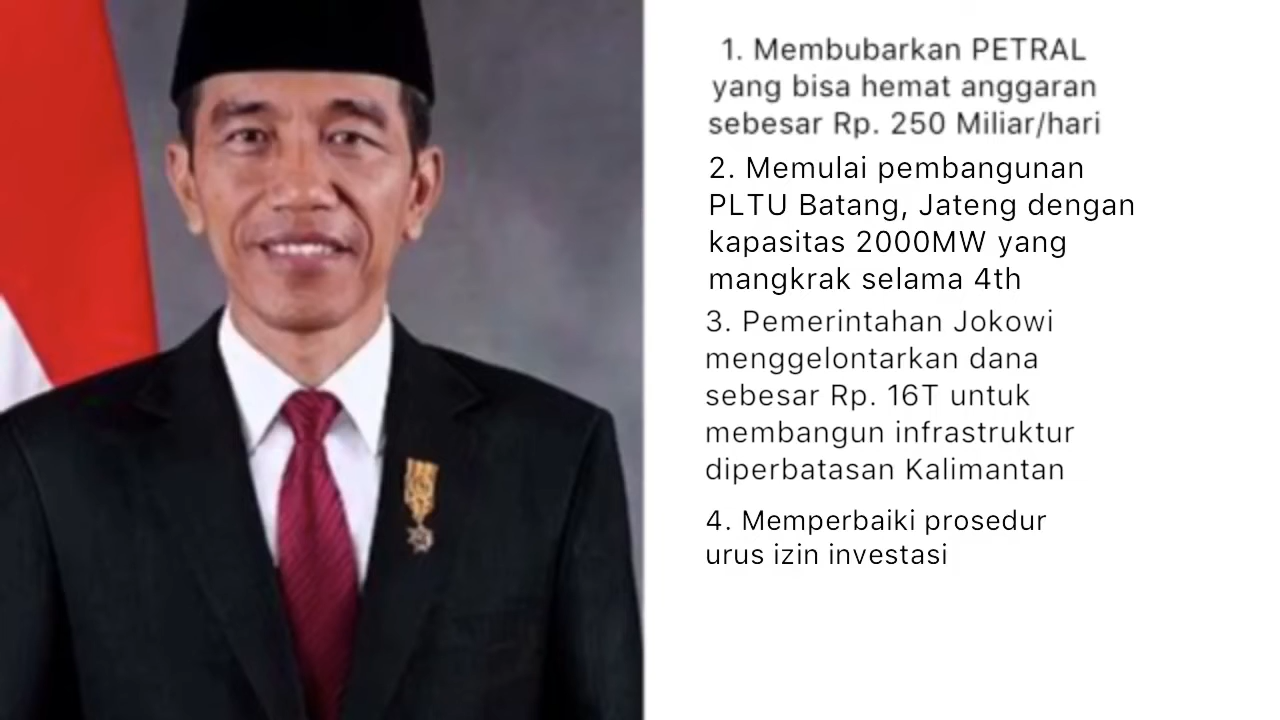 1. Membubarkan PETRAL
yang bisa hemat anggaran
sebesar Rp. 250 Miliar/hari
2. Memulai pembangunan
PLTU Batang, Jateng dengan
kapasitas 2000MW yang
mangkrak selama 4th
3. Pemerintahan Jokowi
menggelontarkan dana
sebesar Rp. 16T untuk
membangun infrastruktur
diperbatasan Kalimantan
4. Memperbaiki prosedur
urus izin investasi